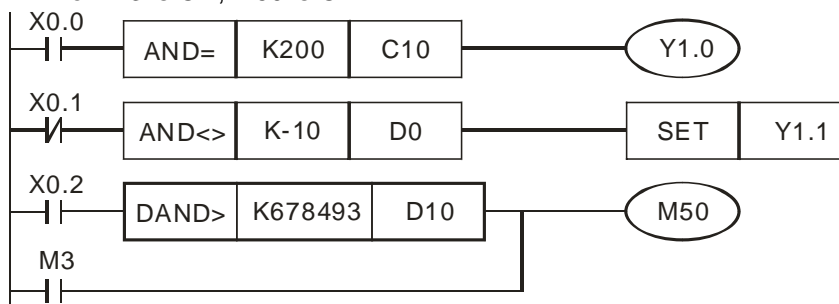 X0.0
AND= K200 C10 Y1.0
X0.1
AND<> K-10 D0 SET Y1.1
X0.2
DAND> K678493 D10 M50
M3